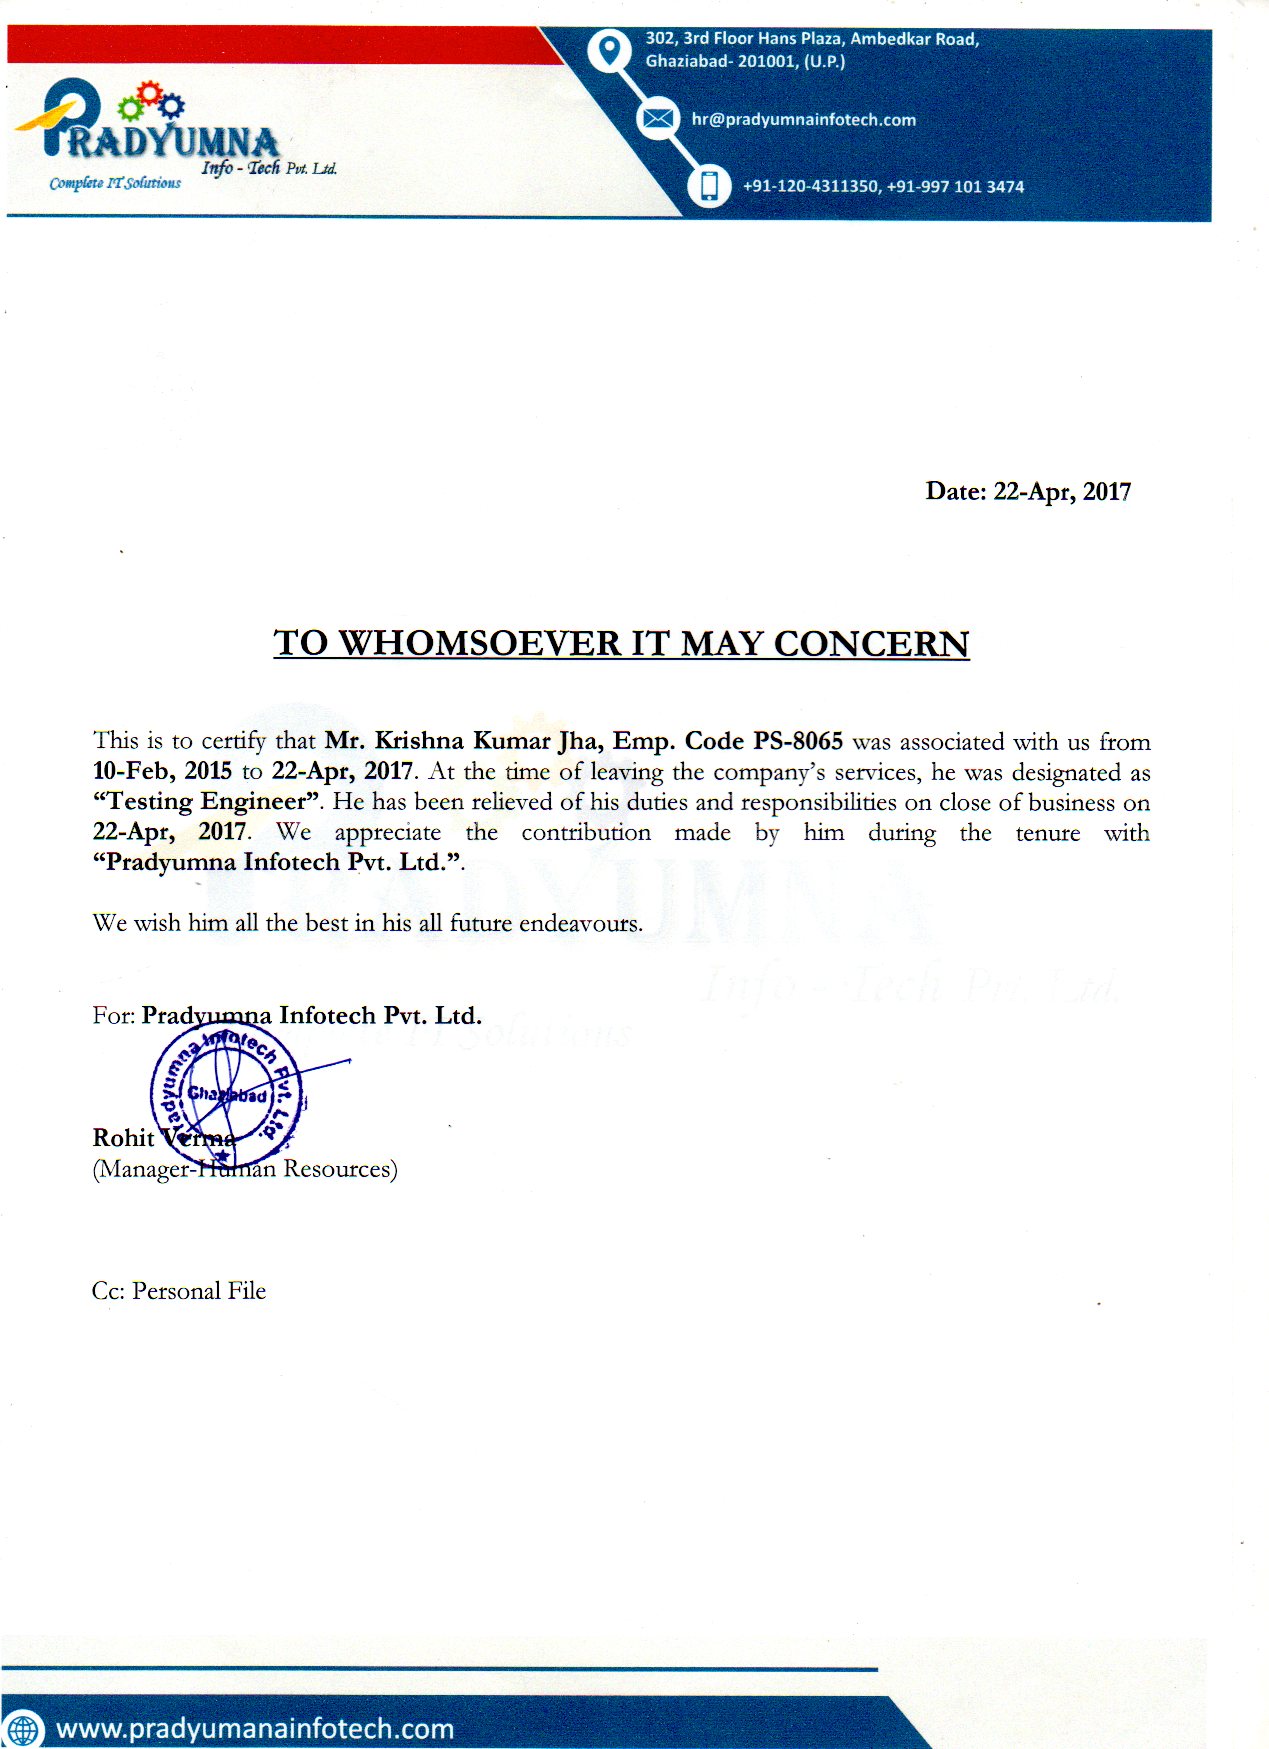 302, 3rd Floor Hans Plaza, Ambedkar Road,
Ghaziabad- 201001, (U.P.)
hr@pradyumnainfotech.com
+91-120-4311350, +91-997 101 3474
PRADYUMNA
Info - Tech Pvt. Ltd.
Complete IT Solutions
Date: 22-Apr, 2017
TO WHOMSOEVER IT MAY CONCERN
This is to certify that Mr. Krishna Kumar Jha, Emp. Code PS-8065 was associated with us from
10-Feb, 2015 to 22-Apr, 2017. At the time of leaving the company’s services, he was designated as
“Testing Engineer”. He has been relieved of his duties and responsibilities on close of business on
22-Apr, 2017. We appreciate the contribution made by him during the tenure with
“Pradyumna Infotech Pvt. Ltd.”.
We wish him all the best in his all future endeavours.
For: Pradyumna Infotech Pvt. Ltd.
Pradyumna Infotech Pvt. Ltd.
Ghaziabad
Rohit Verma
(Manager-Human Resources)
Cc: Personal File
PRADYUMNA
Info - Tech Pvt. Ltd.
Solutions
www.pradyumanainfotech.com